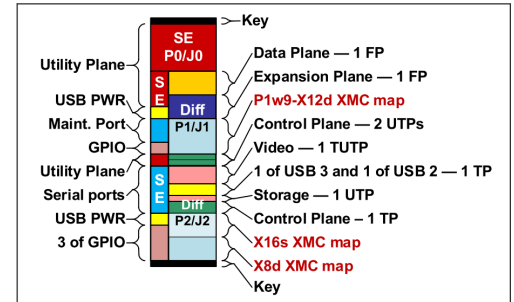 Key
SE
P0/J0
Utility Plane
Data Plane — 1 FP
Expansion Plane — 1 FP
S
E
USB PWR
Diff
P1w9-X12d XMC map
Maint. Port
P1/J1
Control Plane — 2 UTPs
GPIO
Video — 1 TUTP
Utility Plane
1 of USB 3 and 1 of USB 2 — 1 TP
Serial ports
S
E
Storage — 1 UTP
Diff
USB PWR
P2/J2
Control Plane – 1 TP
3 of GPIO
X16s XMC map
X8d XMC map
Key